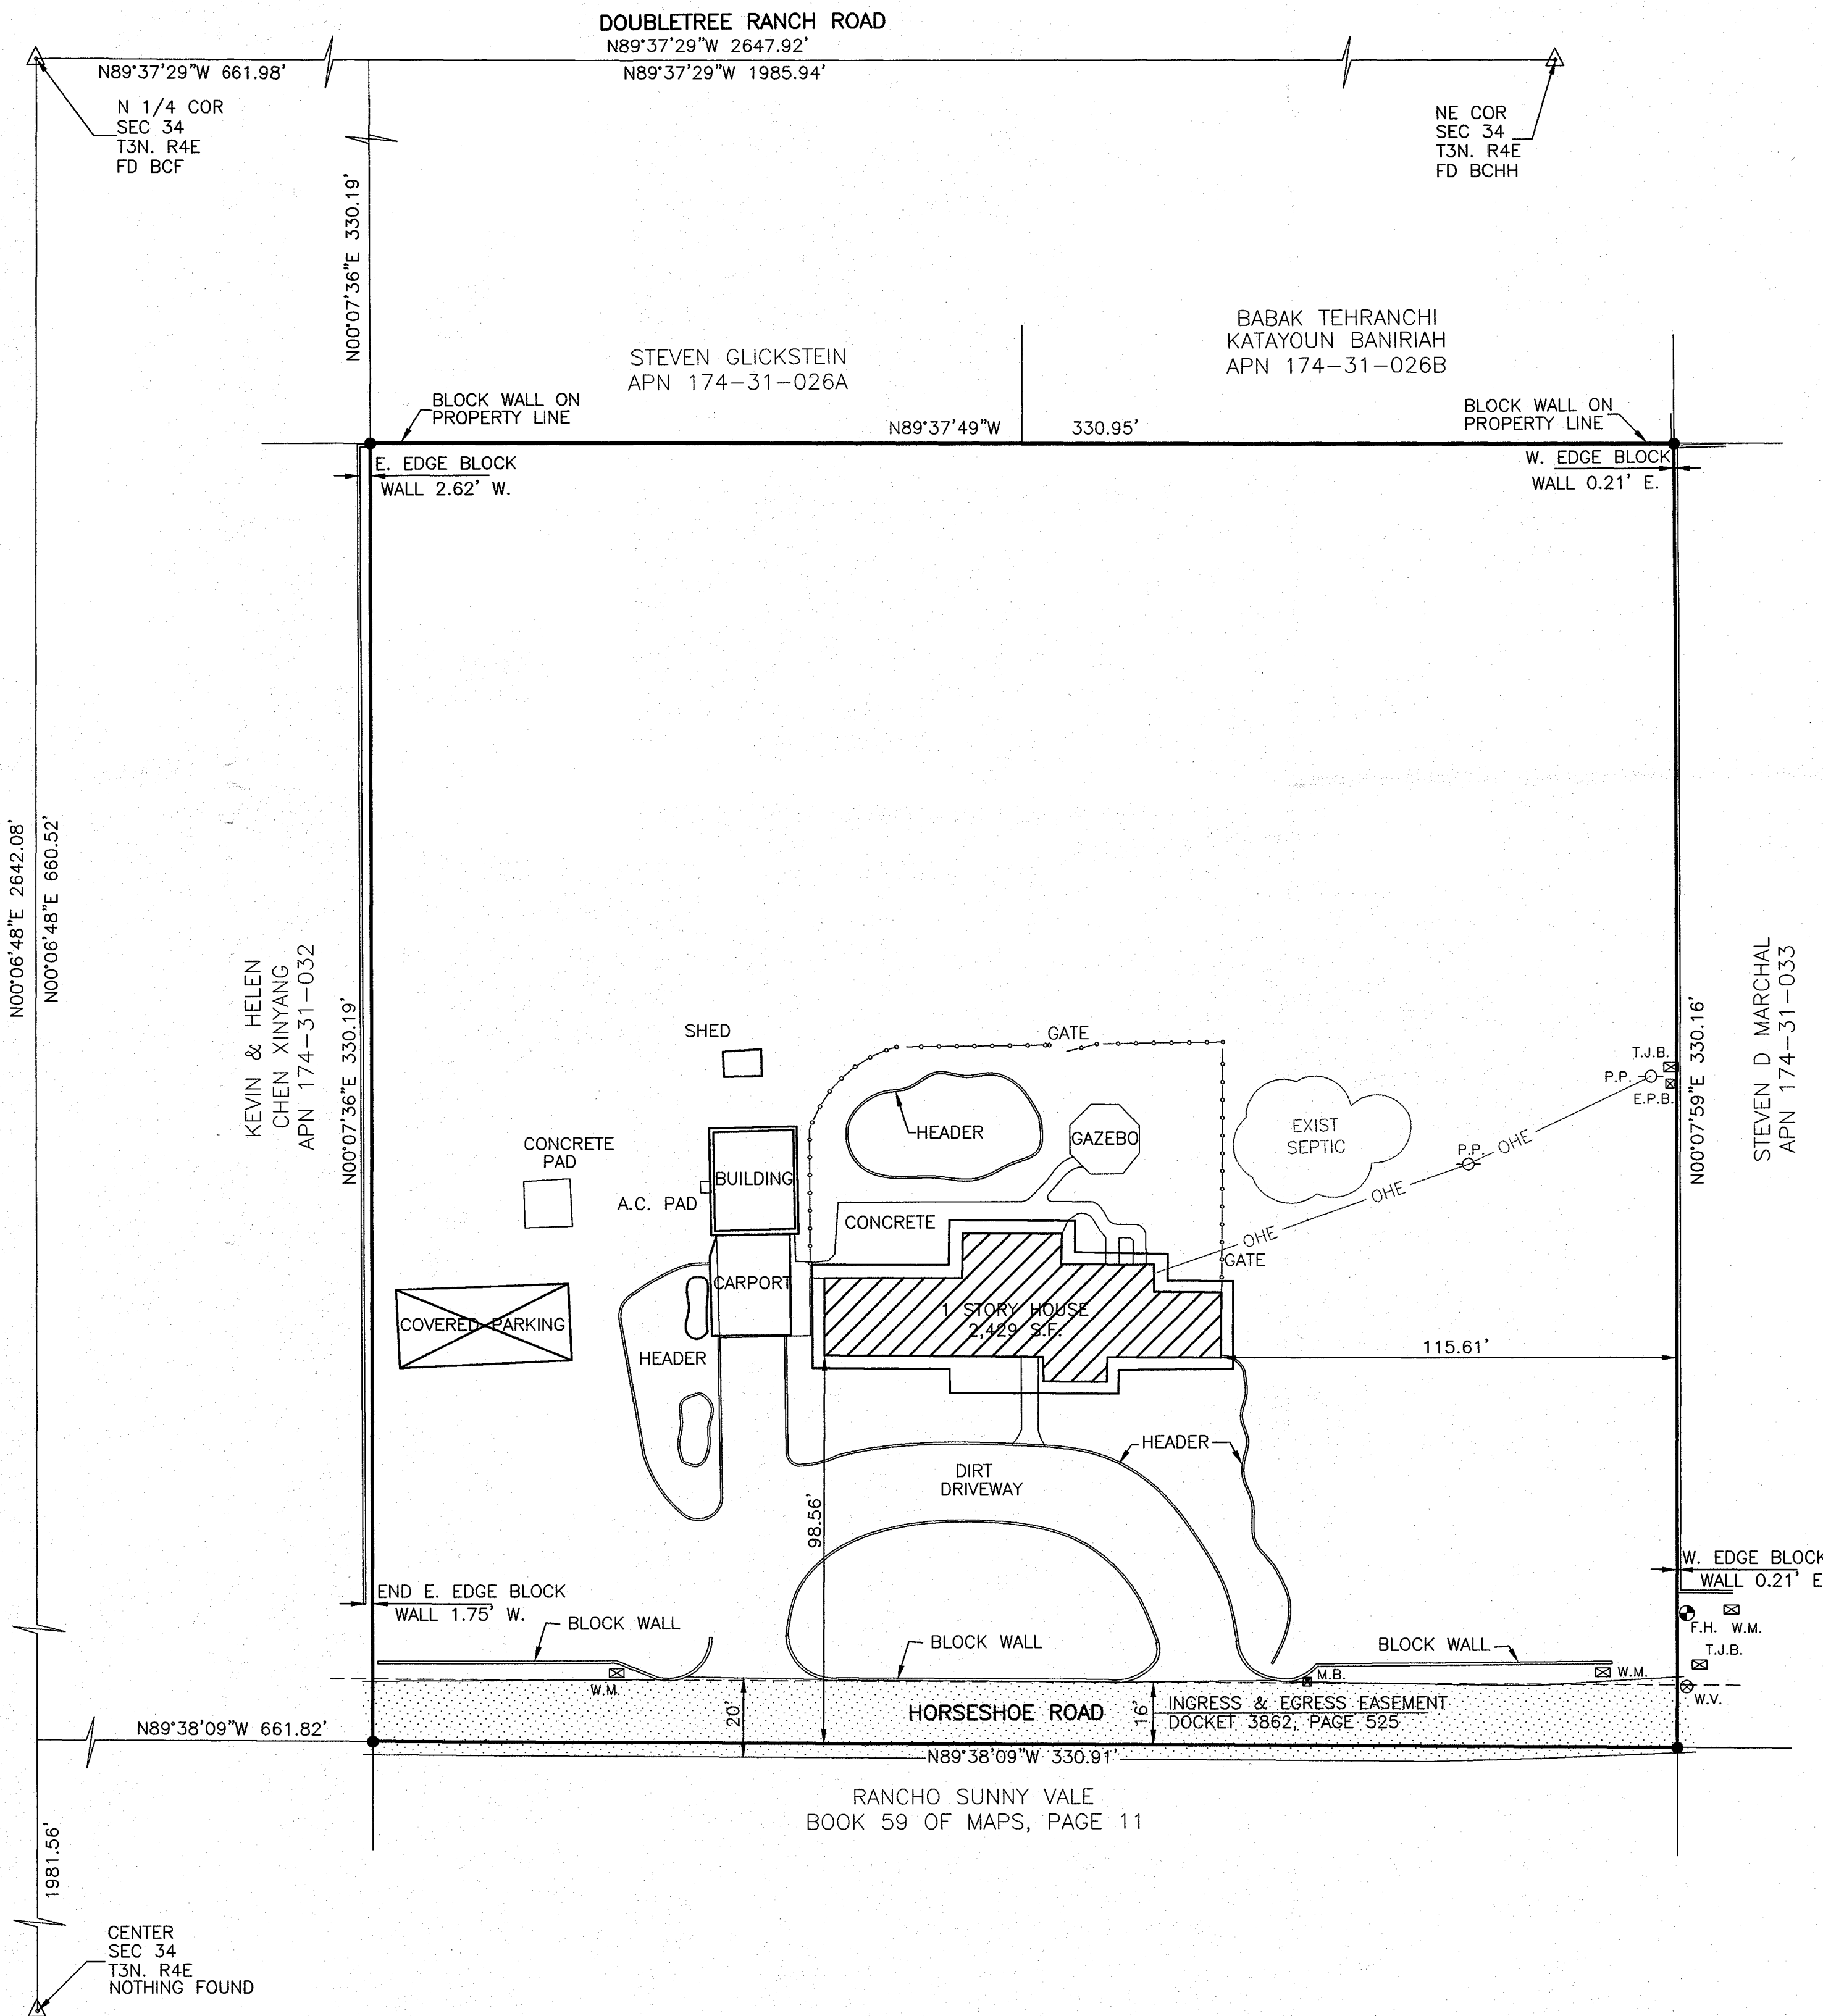 DOUBLETREE RANCH ROAD
N89°37'29"W 2647.92'
N89°37'29"W 661.98'
N89°37'29"W 1985.94'
N 1/4 COR
SEC 34
T3N. R4E
FD BCF
NE COR
SEC 34
T3N. R4E
FD BCHH
N00°07'36"E 330.19'
STEVEN GLICKSTEIN
APN 174-31-026A
BABAK TEHRANCHI
KATAYOUN BANIRIAH
APN 174-31-026B
BLOCK WALL ON
PROPERTY LINE
BLOCK WALL ON
PROPERTY LINE
N89°37'49"W 330.95'
E. EDGE BLOCK
WALL 2.62' W.
W. EDGE BLOCK
WALL 0.21' E.
N00°06'48"E 2642.08'
N00°06'48"E 660.52'
KEVIN & HELEN
CHEN XINYANG
APN 174-31-032
N00°07'36"E 330.19'
STEVEN D MARCHAL
APN 174-31-033
N00°07'59"E 330.16'
SHED
GATE
T.J.B.
P.P.
E.P.B.
HEADER
GAZEBO
EXIST
SEPTIC
P.P.
OHE
OHE
OHE
CONCRETE
PAD
BUILDING
A.C. PAD
CONCRETE
GATE
CARPORT
COVERED PARKING
1 STORY HOUSE
2,429 S.F.
HEADER
115.61'
HEADER
DIRT
DRIVEWAY
98.56'
W. EDGE BLOCK
WALL 0.21' E
END E. EDGE BLOCK
WALL 1.75' W.
BLOCK WALL
BLOCK WALL
BLOCK WALL
F.H. W.M.
T.J.B.
W.M.
M.B.
W.M.
W.V.
20'
HORSESHOE ROAD
16'
INGRESS & EGRESS EASEMENT
DOCKET 3862, PAGE 525
N89°38'09"W 661.82'
N89°38'09"W 330.91'
RANCHO SUNNY VALE
BOOK 59 OF MAPS, PAGE 11
1981.56'
CENTER
SEC 34
T3N. R4E
NOTHING FOUND